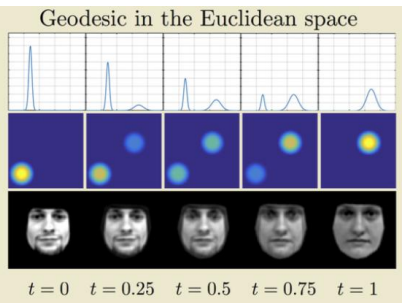 Geodesic in the Euclidean space
t = 0 t = 0.25 t = 0.5 t = 0.75 t = 1